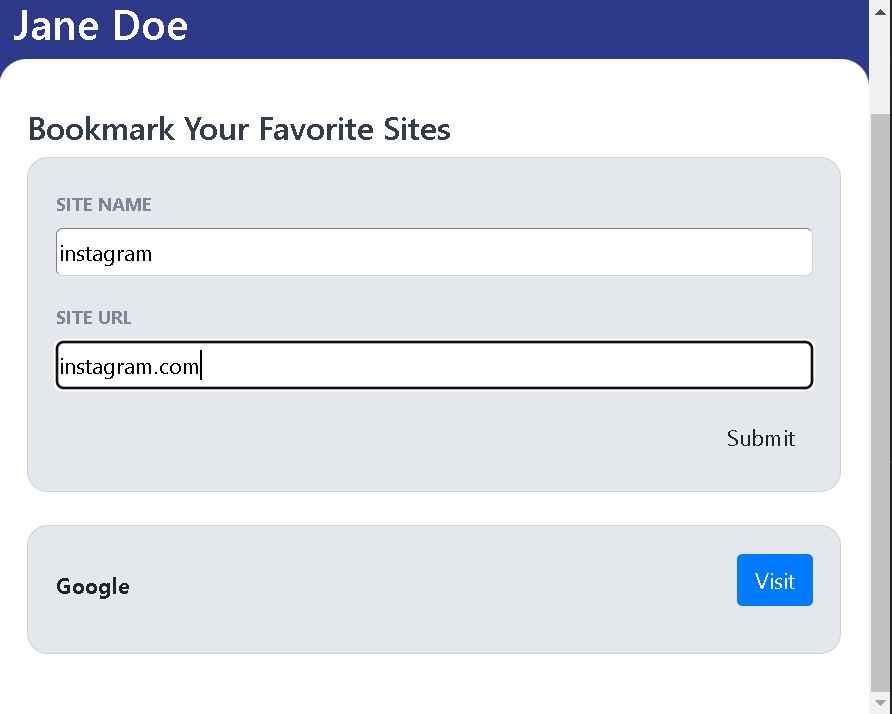 Jane Doe
Bookmark Your Favorite Sites
SITE NAME
instagram
SITE URL
instagram.com
Submit
Google
Visit